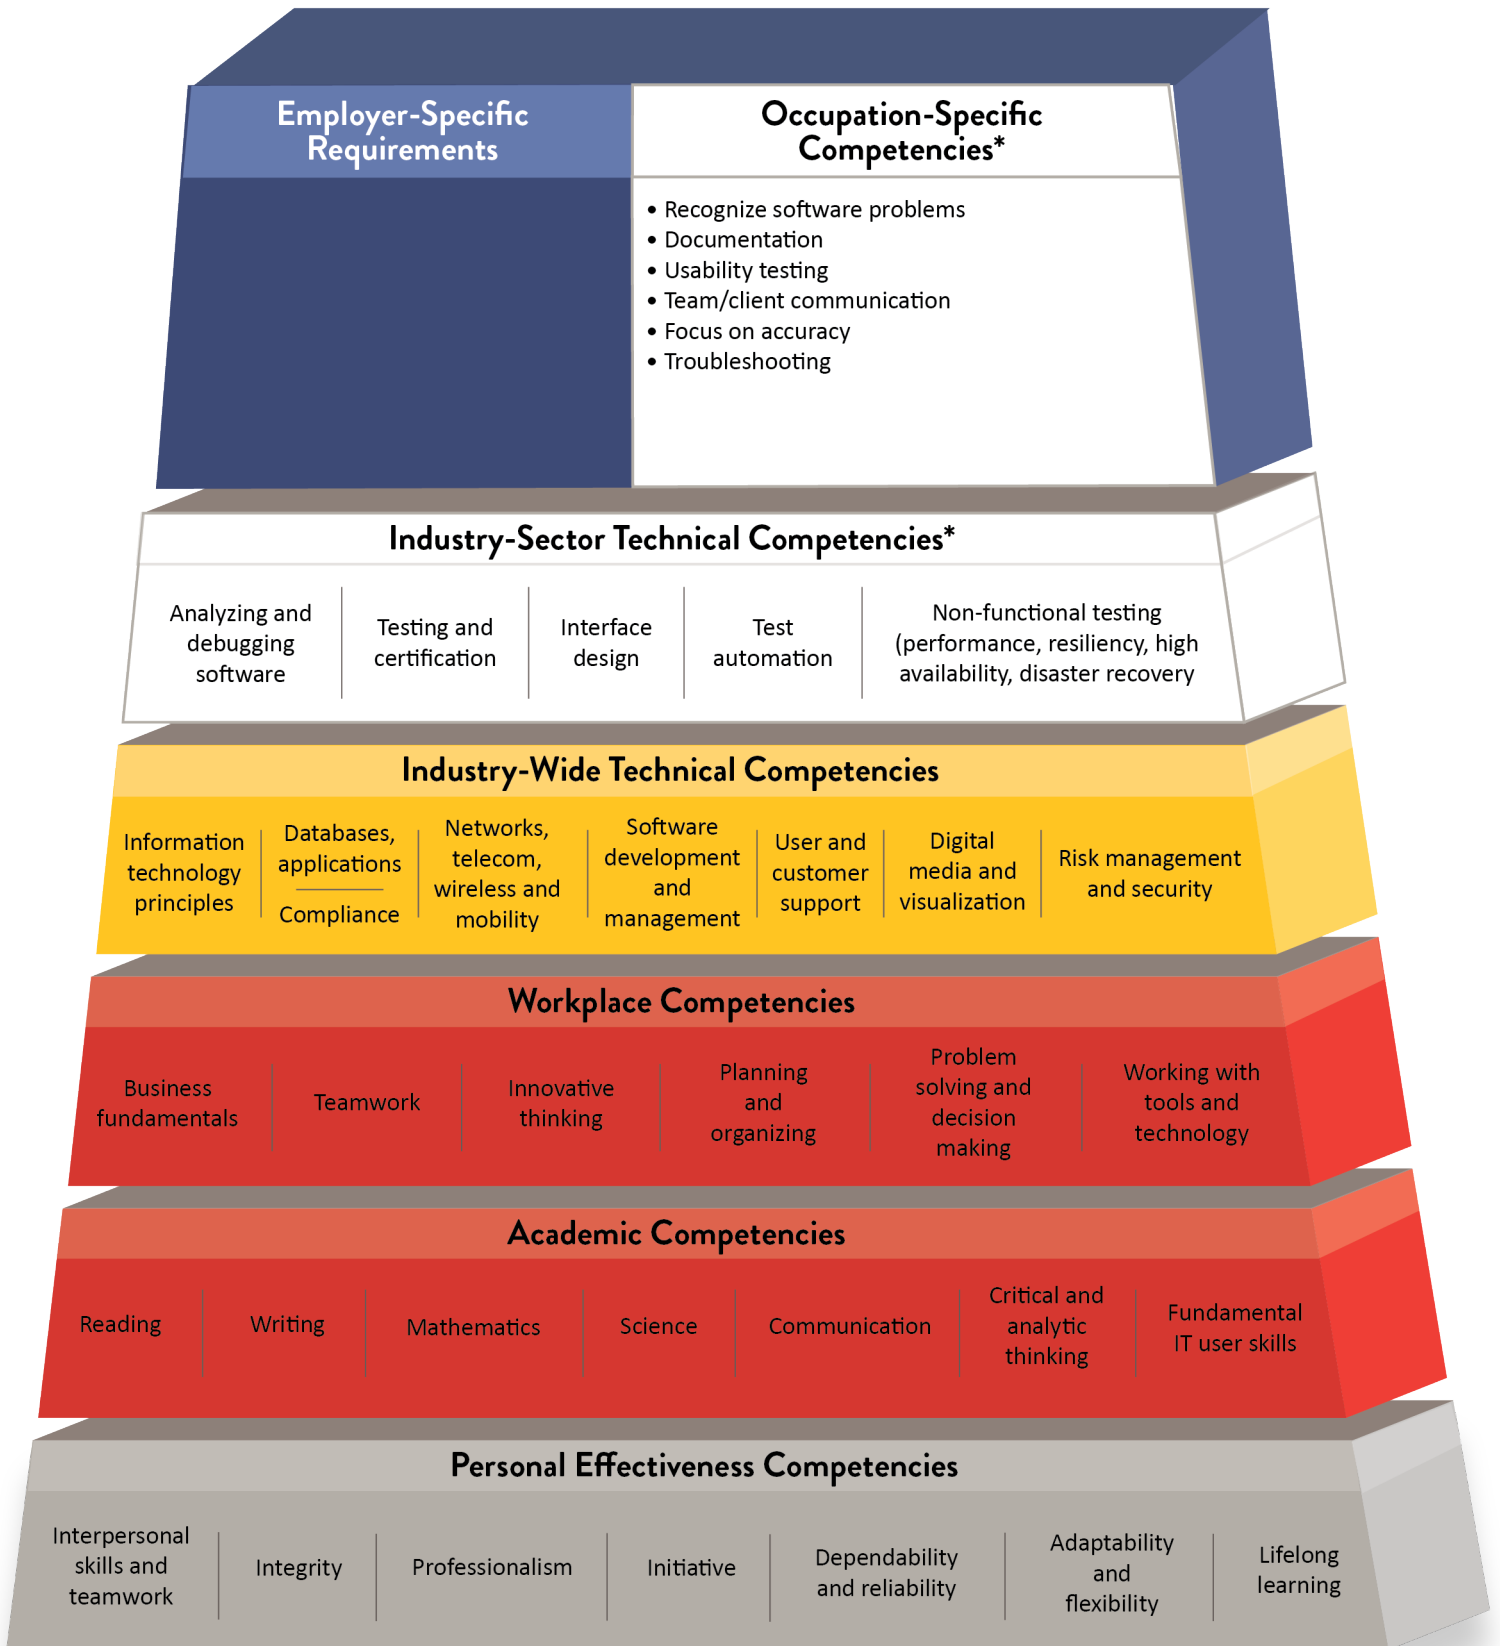 Employer-Specific
Requirements
Occupation-Specific
Competencies*
• Recognize software problems
• Documentation
• Usability testing
• Team/client communication
• Focus on accuracy
• Troubleshooting
Industry-Sector Technical Competencies*
Analyzing and
debugging
software
Testing and
certification
Interface
design
Test
automation
Non-functional testing
(performance, resiliency, high
availability, disaster recovery
Industry-Wide Technical Competencies
Information
technology
principles
Databases,
applications
Compliance
Networks,
telecom,
wireless and
mobility
Software
development
and
management
User and
customer
support
Digital
media and
visualization
Risk management
and security
Workplace Competencies
Business
fundamentals
Teamwork
Innovative
thinking
Planning
and
organizing
Problem
solving and
decision
making
Working with
tools and
technology
Academic Competencies
Reading
Writing
Mathematics
Science
Communication
Critical and
analytic
thinking
Fundamental
IT user skills
Personal Effectiveness Competencies
Interpersonal
skills and
teamwork
Integrity
Professionalism
Initiative
Dependability
and reliability
Adaptability
and
flexibility
Lifelong
learning